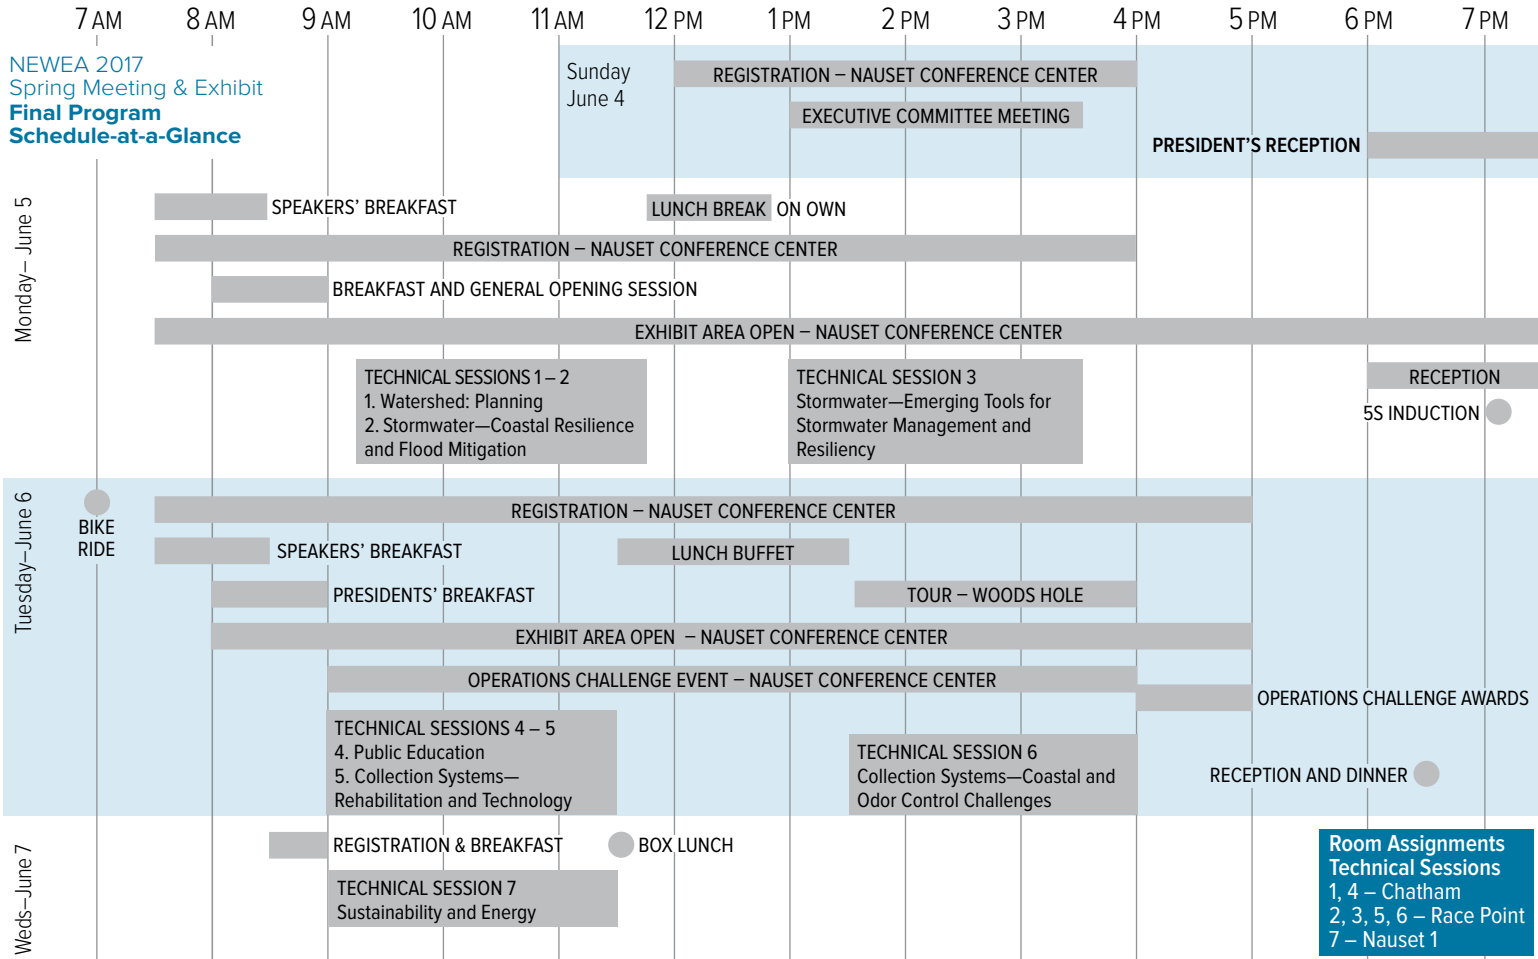 7 AM 8 AM 9 AM 10 AM 11 AM 12 PM 1 PM 2 PM 3 PM 4 PM 5 PM 6 PM 7 PM
NEWEA 2017
Spring Meeting & Exhibit
Final Program
Schedule-at-a-Glance
Sunday
June 4
REGISTRATION – NAUSET CONFERENCE CENTER
EXECUTIVE COMMITTEE MEETING
PRESIDENT’S RECEPTION
Monday– June 5
SPEAKERS’ BREAKFAST
LUNCH BREAK ON OWN
REGISTRATION – NAUSET CONFERENCE CENTER
BREAKFAST AND GENERAL OPENING SESSION
EXHIBIT AREA OPEN – NAUSET CONFERENCE CENTER
TECHNICAL SESSIONS 1 – 2
1. Watershed: Planning
2. Stormwater—Coastal Resilience
and Flood Mitigation
TECHNICAL SESSION 3
Stormwater—Emerging Tools for
Stormwater Management and
Resiliency
RECEPTION
5S INDUCTION
Tuesday–June 6
BIKE
RIDE
REGISTRATION – NAUSET CONFERENCE CENTER
SPEAKERS’ BREAKFAST
LUNCH BUFFET
PRESIDENTS’ BREAKFAST
TOUR – WOODS HOLE
EXHIBIT AREA OPEN – NAUSET CONFERENCE CENTER
OPERATIONS CHALLENGE EVENT – NAUSET CONFERENCE CENTER
OPERATIONS CHALLENGE AWARDS
TECHNICAL SESSIONS 4 – 5
4. Public Education
5. Collection Systems—
Rehabilitation and Technology
TECHNICAL SESSION 6
Collection Systems—Coastal and
Odor Control Challenges
RECEPTION AND DINNER
Weds–June 7
REGISTRATION & BREAKFAST
BOX LUNCH
TECHNICAL SESSION 7
Sustainability and Energy
Room Assignments
Technical Sessions
1, 4 – Chatham
2, 3, 5, 6 – Race Point
7 – Nauset 1